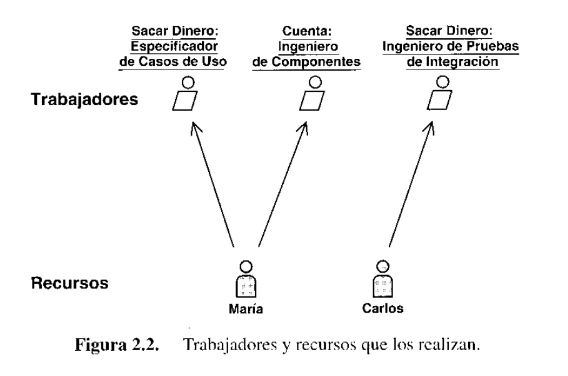 Sacar Dinero:
Especificador
de Casos de Uso
Cuenta:
Ingeniero
de Componentes
Sacar Dinero:
Ingeniero de Pruebas
de Integración
Trabajadores
Recursos
María
Carlos
Figura 2.2. Trabajadores y recursos que los realizan.